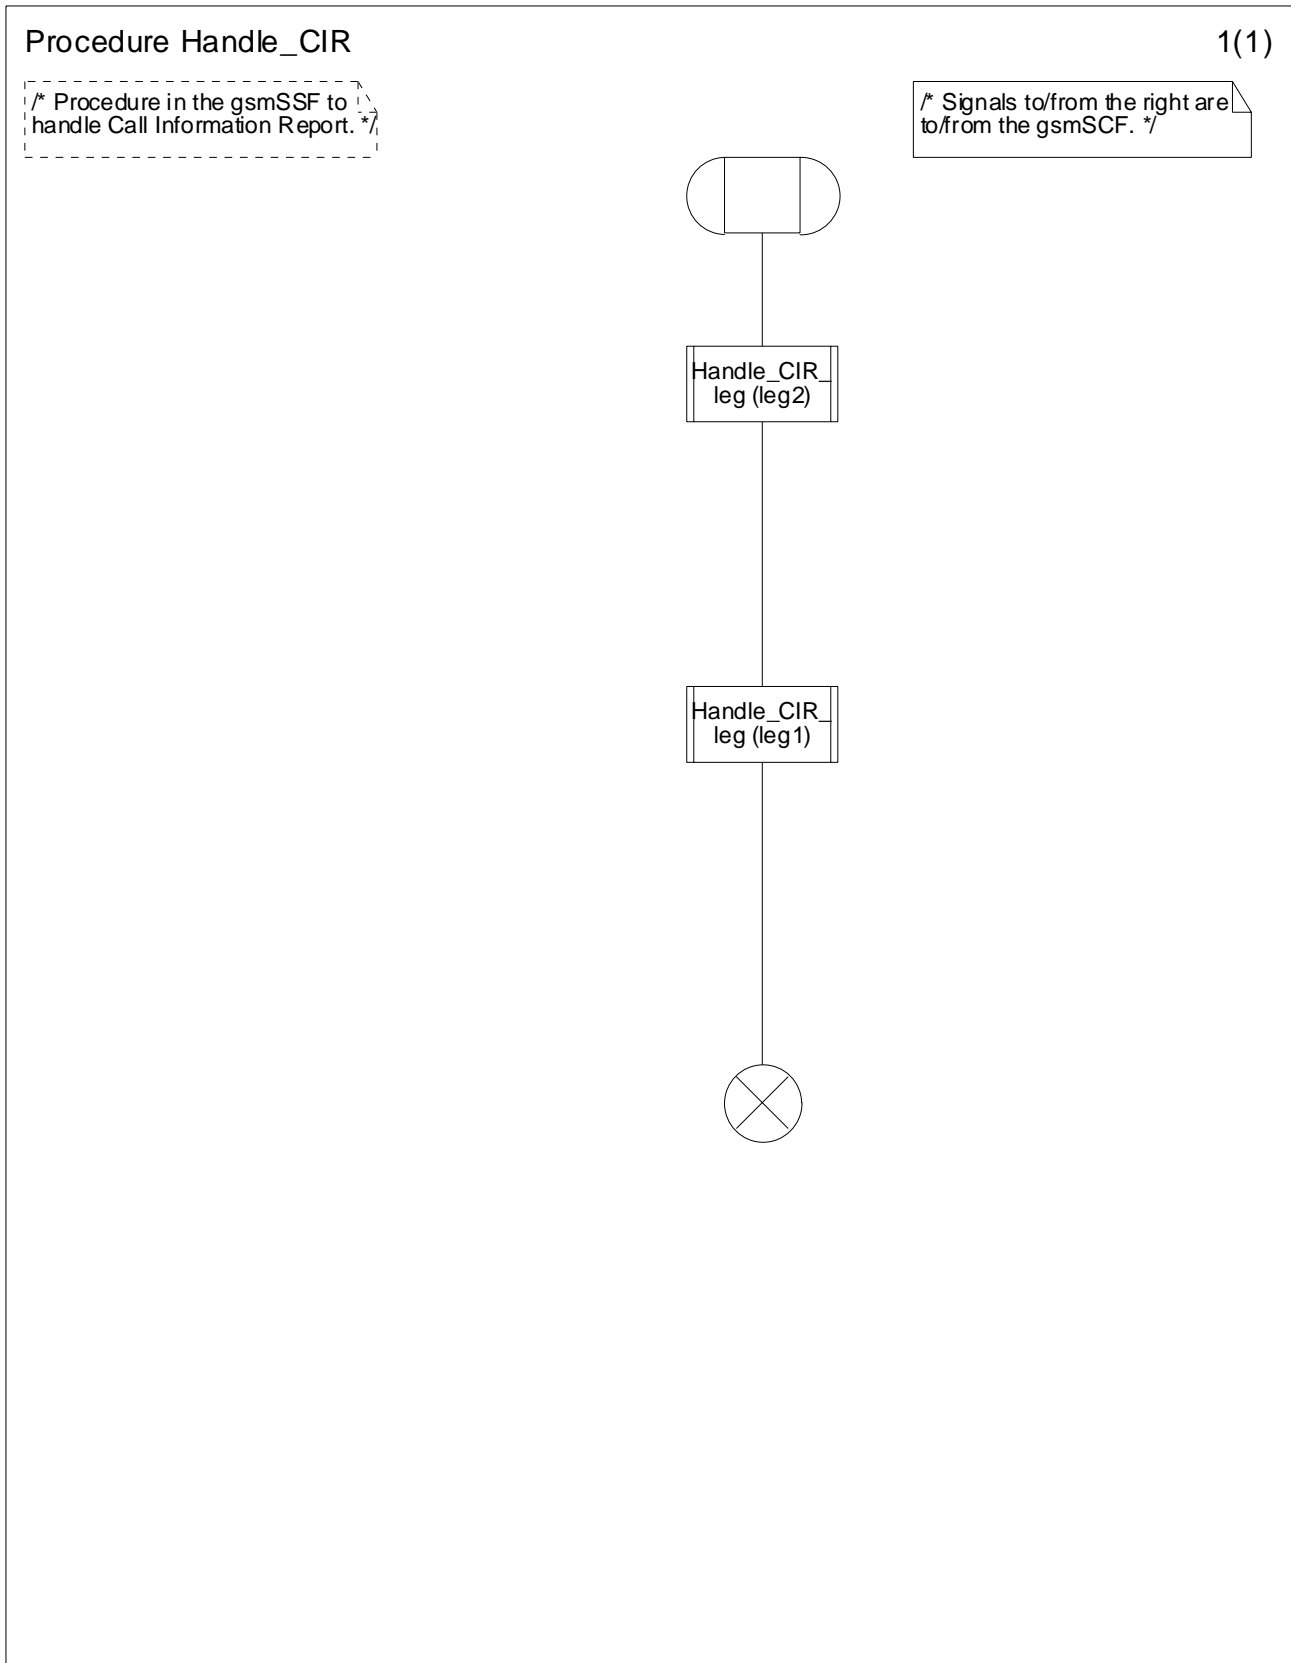 Procedure Handle_CIR
1(1)
/* Procedure in the gsmSSF to
handle Call Information Report. */
/* Signals to/from the right are
to/from the gsmSCF. */
Handle_CIR_
leg (leg2)
Handle_CIR_
leg (leg1)